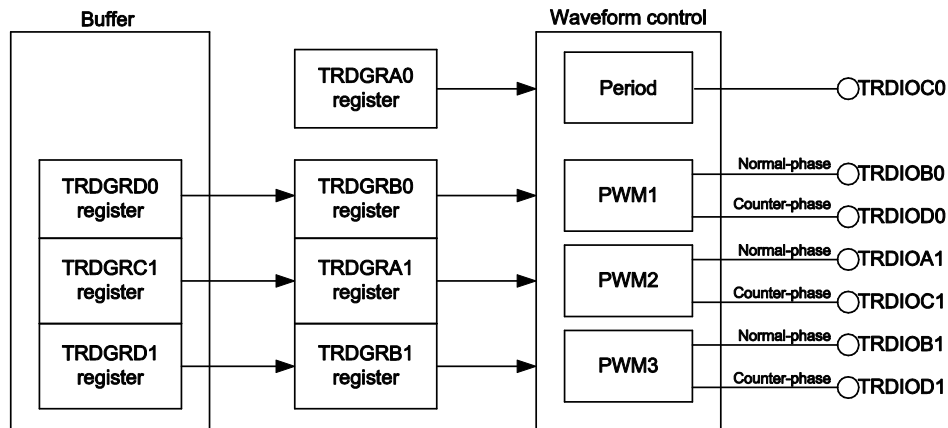 Buffer
Waveform control
TRDGRA0
register
Period
TRDIOC0
TRDGRD0
register
TRDGRB0
register
PWM1
Normal-phase
TRDIOB0
Counter-phase
TRDIOD0
TRDGRC1
register
TRDGRA1
register
PWM2
Normal-phase
TRDIOA1
Counter-phase
TRDIOC1
TRDGRD1
register
TRDGRB1
register
PWM3
Normal-phase
TRDIOB1
Counter-phase
TRDIOD1